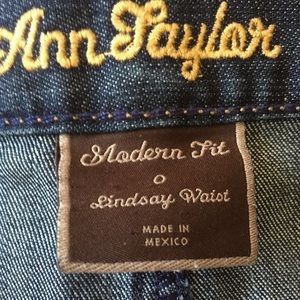 Ann Taylor
Modern Fit
0
Lindsay Waist
MADE IN
MEXICO